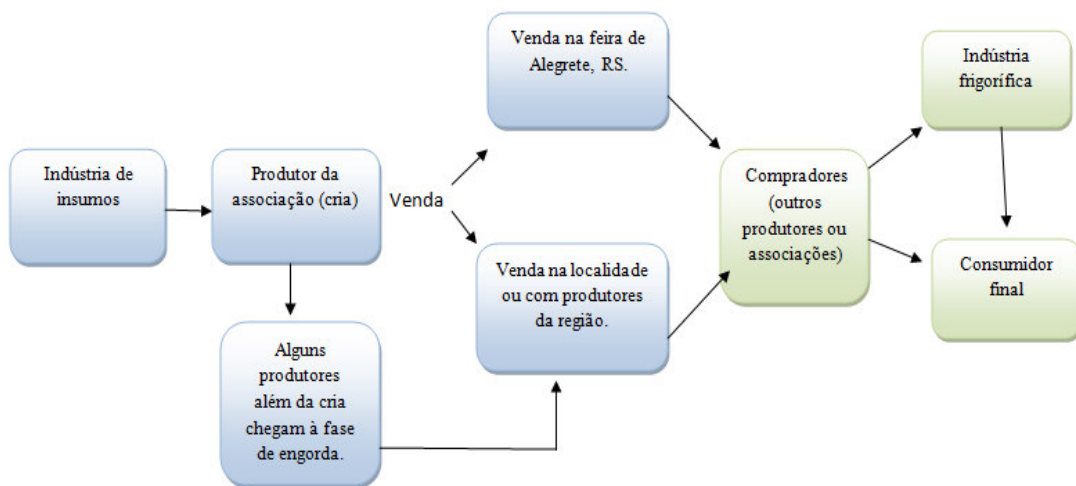 Indústria de
insumos
Produtor da
associação (cria)
Venda
Venda na feira de
Alegrete, RS.
Venda na localidade
ou com produtores
da região.
Alguns
produtores
além da cria
chegam à fase
de engorda.
Compradores
(outros
produtores ou
associações)
Indústria
frigorífica
Consumidor
final